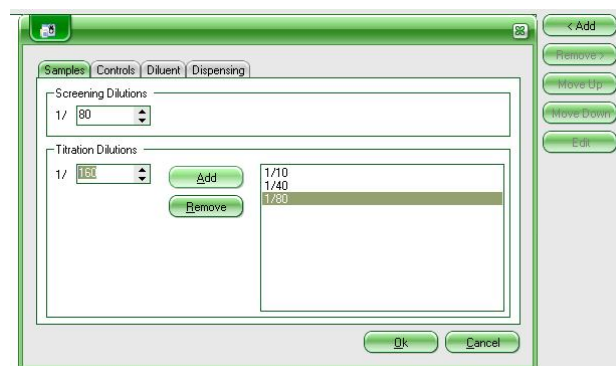 < Add
Remove >
Move Up
Move Down
Edit
Samples Controls Diluent Dispensing
Screening Dilutions
1/ 80
Titration Dilutions
1/ 160
Add
Remove
1/10
1/40
1/80
Ok Cancel